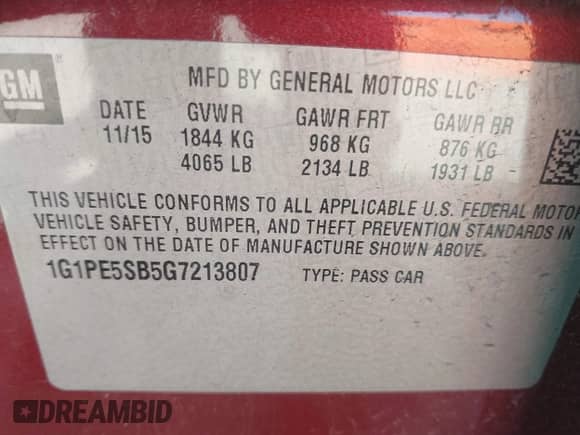 GM
MFD BY GENERAL MOTORS LLC
DATE GVWR GAWR FRT GAWR RR
11/15 1844 KG 968 KG 876 KG
4065 LB 2134 LB 1931 LB
THIS VEHICLE CONFORMS TO ALL APPLICABLE U.S. FEDERAL MOTOR
VEHICLE SAFETY, BUMPER, AND THEFT PREVENTION STANDARDS IN
EFFECT ON THE DATE OF MANUFACTURE SHOWN ABOVE.
1G1PE5SB5G7213807 TYPE: PASS CAR
DREAMBID